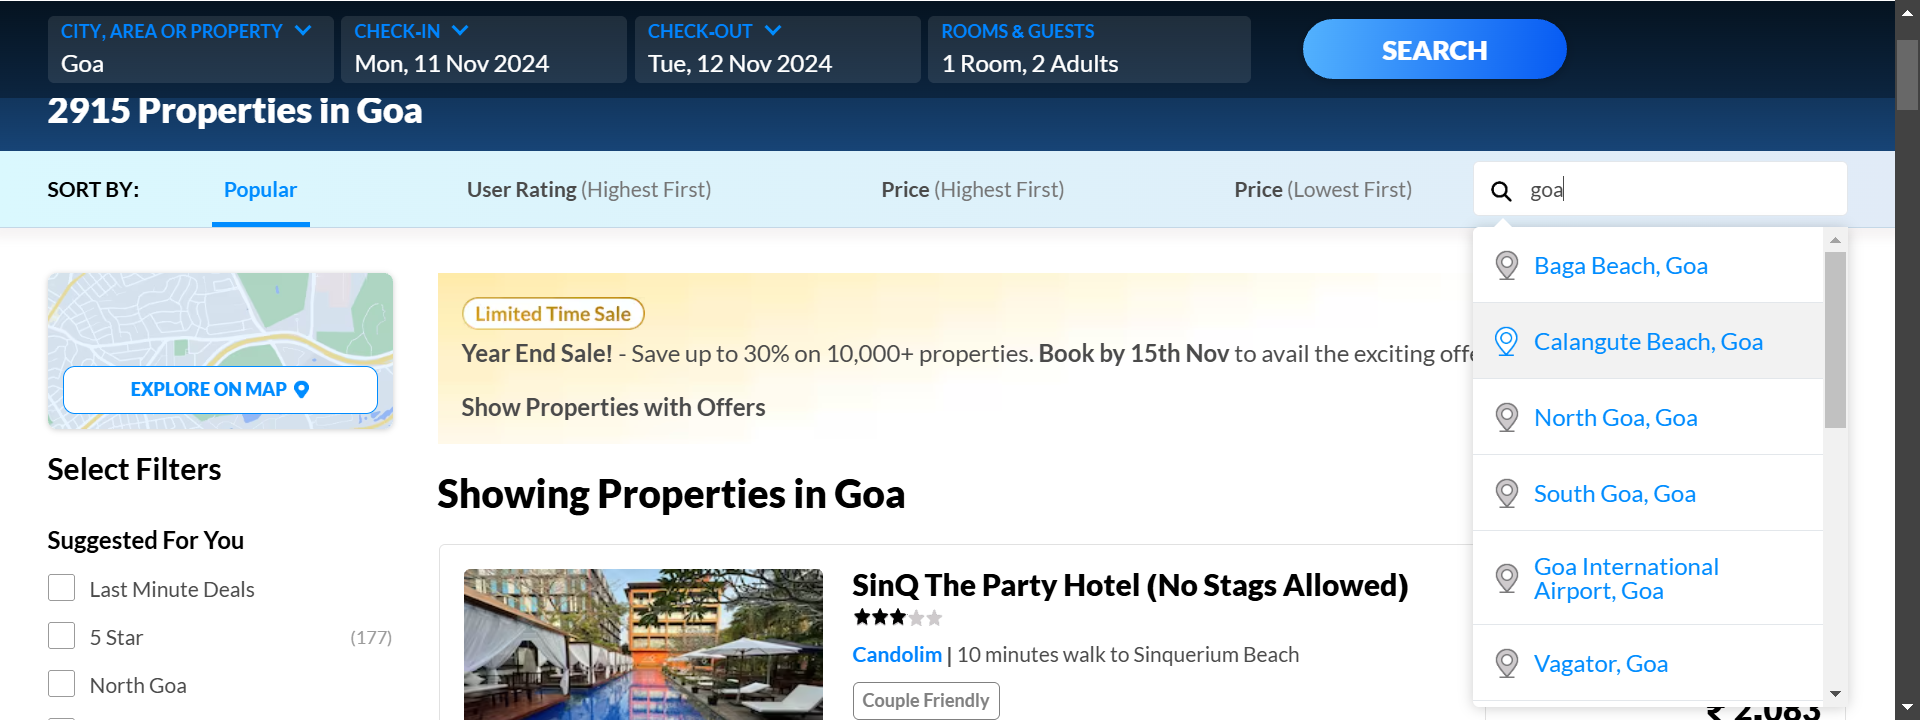 CITY, AREA OR PROPERTY
Goa
CHECK-IN
Mon, 11 Nov 2024
CHECK-OUT
Tue, 12 Nov 2024
ROOMS & GUESTS
1 Room, 2 Adults
SEARCH
2915 Properties in Goa
SORT BY:
Popular
User Rating (Highest First)
Price (Highest First)
Price (Lowest First)
goa
Baga Beach, Goa
Calangute Beach, Goa
North Goa, Goa
South Goa, Goa
Goa International
Airport, Goa
Vagator, Goa
EXPLORE ON MAP
Select Filters
Suggested For You
Last Minute Deals
5 Star (177)
North Goa
Limited Time Sale
Year End Sale! - Save up to 30% on 10,000+ properties. Book by 15th Nov to avail the exciting offe
Show Properties with Offers
Showing Properties in Goa
SinQ The Party Hotel (No Stags Allowed)
Candolim | 10 minutes walk to Sinquerium Beach
Couple Friendly
₹ 2,083